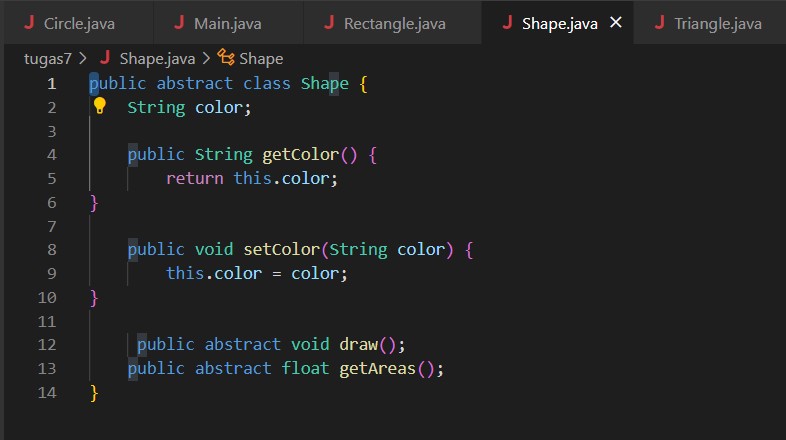 Circle.java Main.java Rectangle.java Shape.java × Triangle.java
tugas7 > Shape.java > Shape
1 public abstract class Shape {
2     String color;
3
4     public String getColor() {
5         return this.color;
6 }
7
8     public void setColor(String color) {
9         this.color = color;
10 }
11
12      public abstract void draw();
13     public abstract float getAreas();
14 }